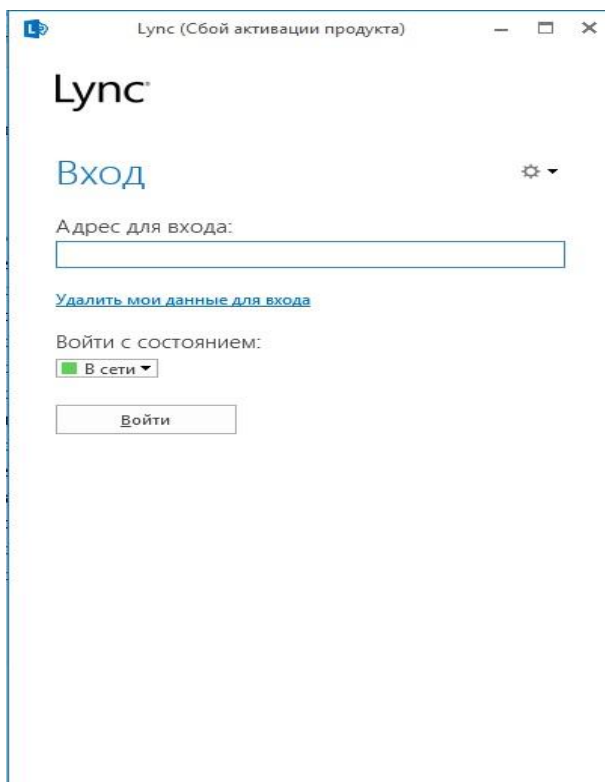 Lync (Сбой активации продукта)
Lync
Вход
Адрес для входа:
Удалить мои данные для входа
Войти с состоянием:
В сети
Войти